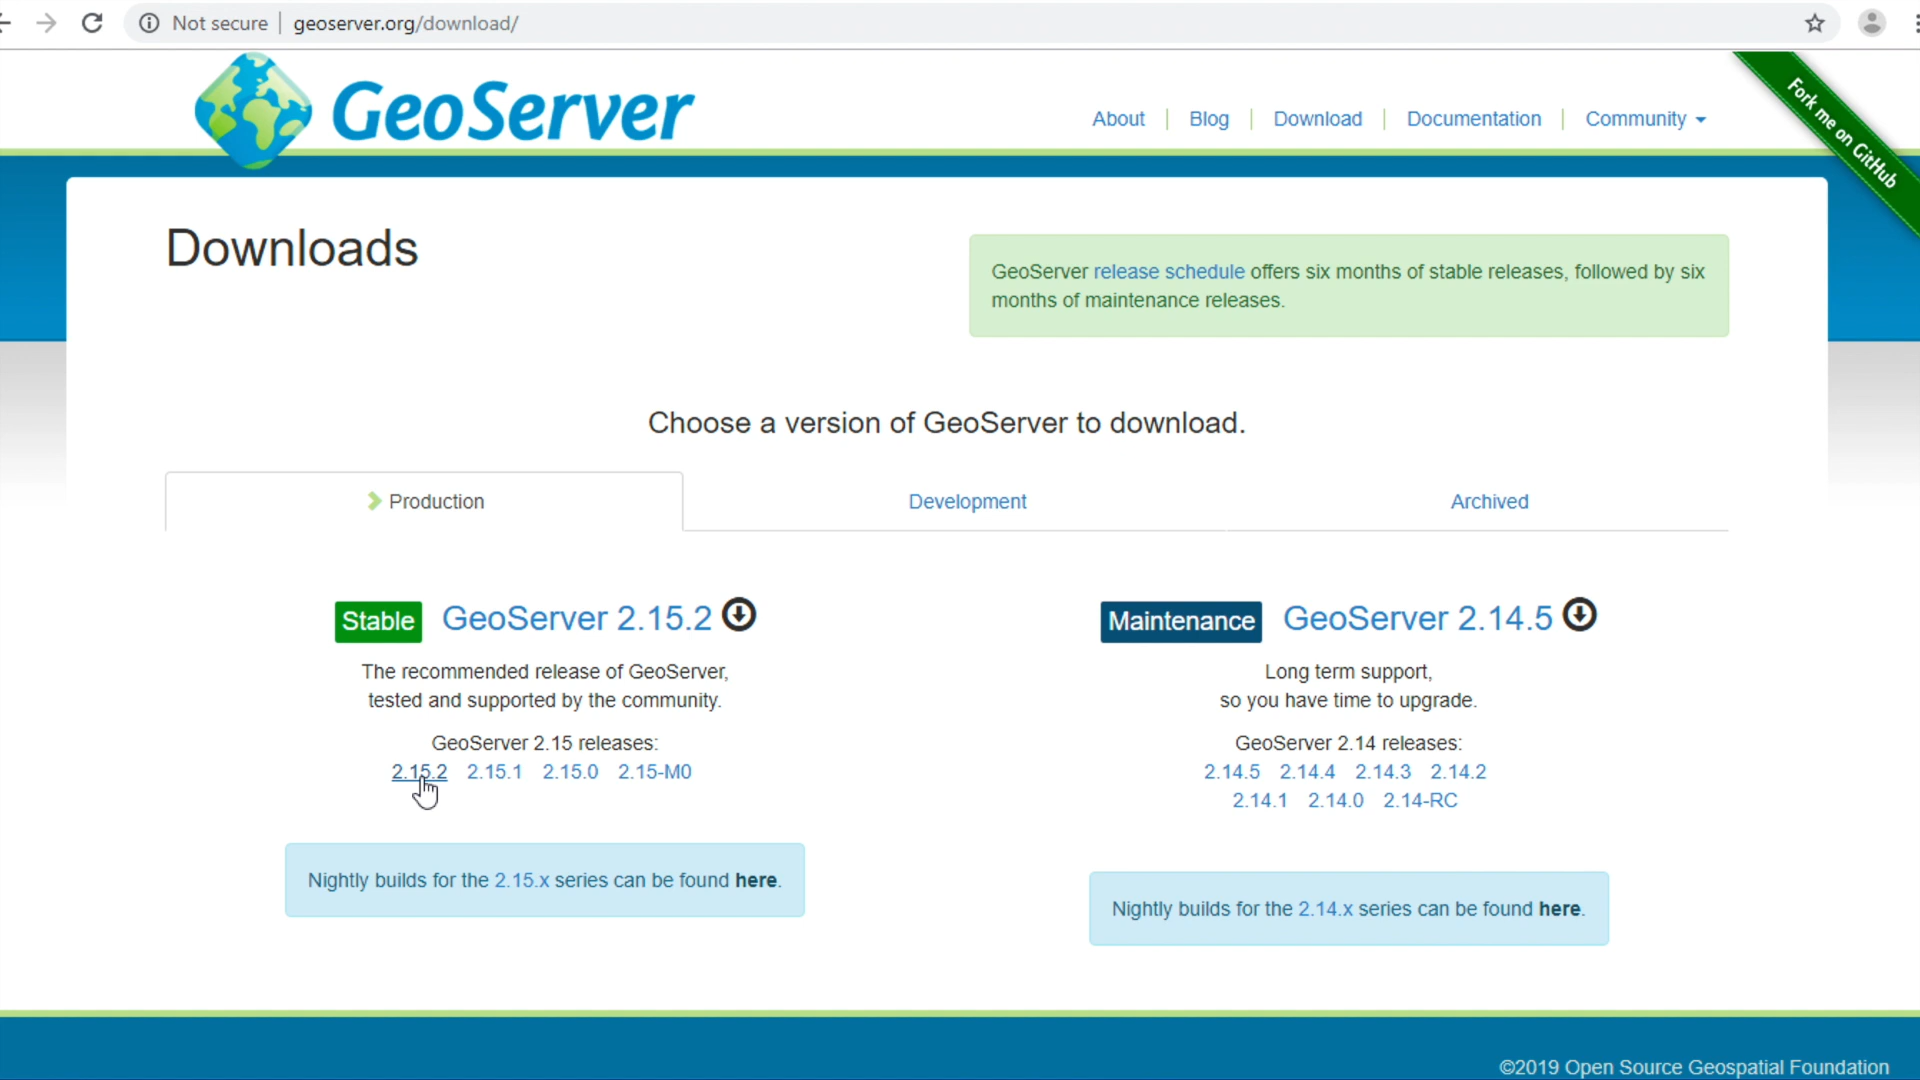 Not secure geoserver.org/download/
GeoServer
About Blog Download Documentation Community
Fork me on GitHub
Downloads
GeoServer release schedule offers six months of stable releases, followed by six
months of maintenance releases.
Choose a version of GeoServer to download.
Production Development Archived
Stable GeoServer 2.15.2
The recommended release of GeoServer,
tested and supported by the community.
GeoServer 2.15 releases:
2.15.2 2.15.1 2.15.0 2.15-M0
Nightly builds for the 2.15.x series can be found here.
Maintenance GeoServer 2.14.5
Long term support,
so you have time to upgrade.
GeoServer 2.14 releases:
2.14.5 2.14.4 2.14.3 2.14.2
2.14.1 2.14.0 2.14-RC
Nightly builds for the 2.14.x series can be found here.
©2019 Open Source Geospatial Foundation